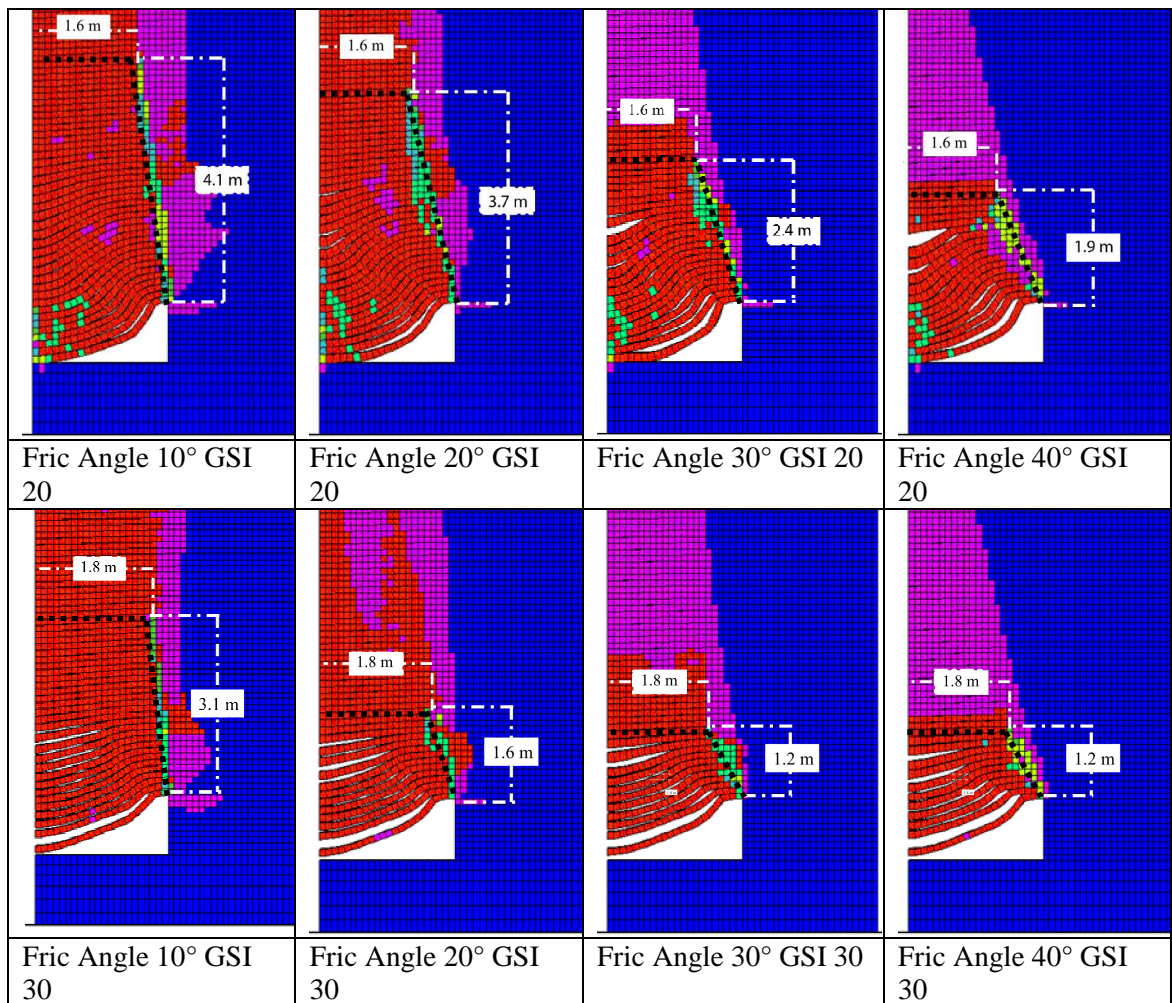 1.6 m
4.1 m
1.6 m
3.7 m
1.6 m
2.4 m
1.6 m
1.9 m
Fric Angle 10° GSI
20
Fric Angle 20° GSI
20
Fric Angle 30° GSI 20
Fric Angle 40° GSI
20
1.8 m
3.1 m
1.8 m
1.6 m
1.8 m
1.2 m
1.8 m
1.2 m
Fric Angle 10° GSI
30
Fric Angle 20° GSI
30
Fric Angle 30° GSI 30
Fric Angle 40° GSI
30